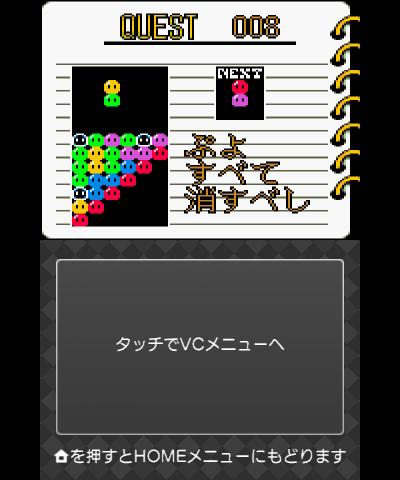 QUEST 008
NEXT
ぷよ
すべて
消すべし
タッチでVCメニューへ
を押すとHOMEメニューにもどります